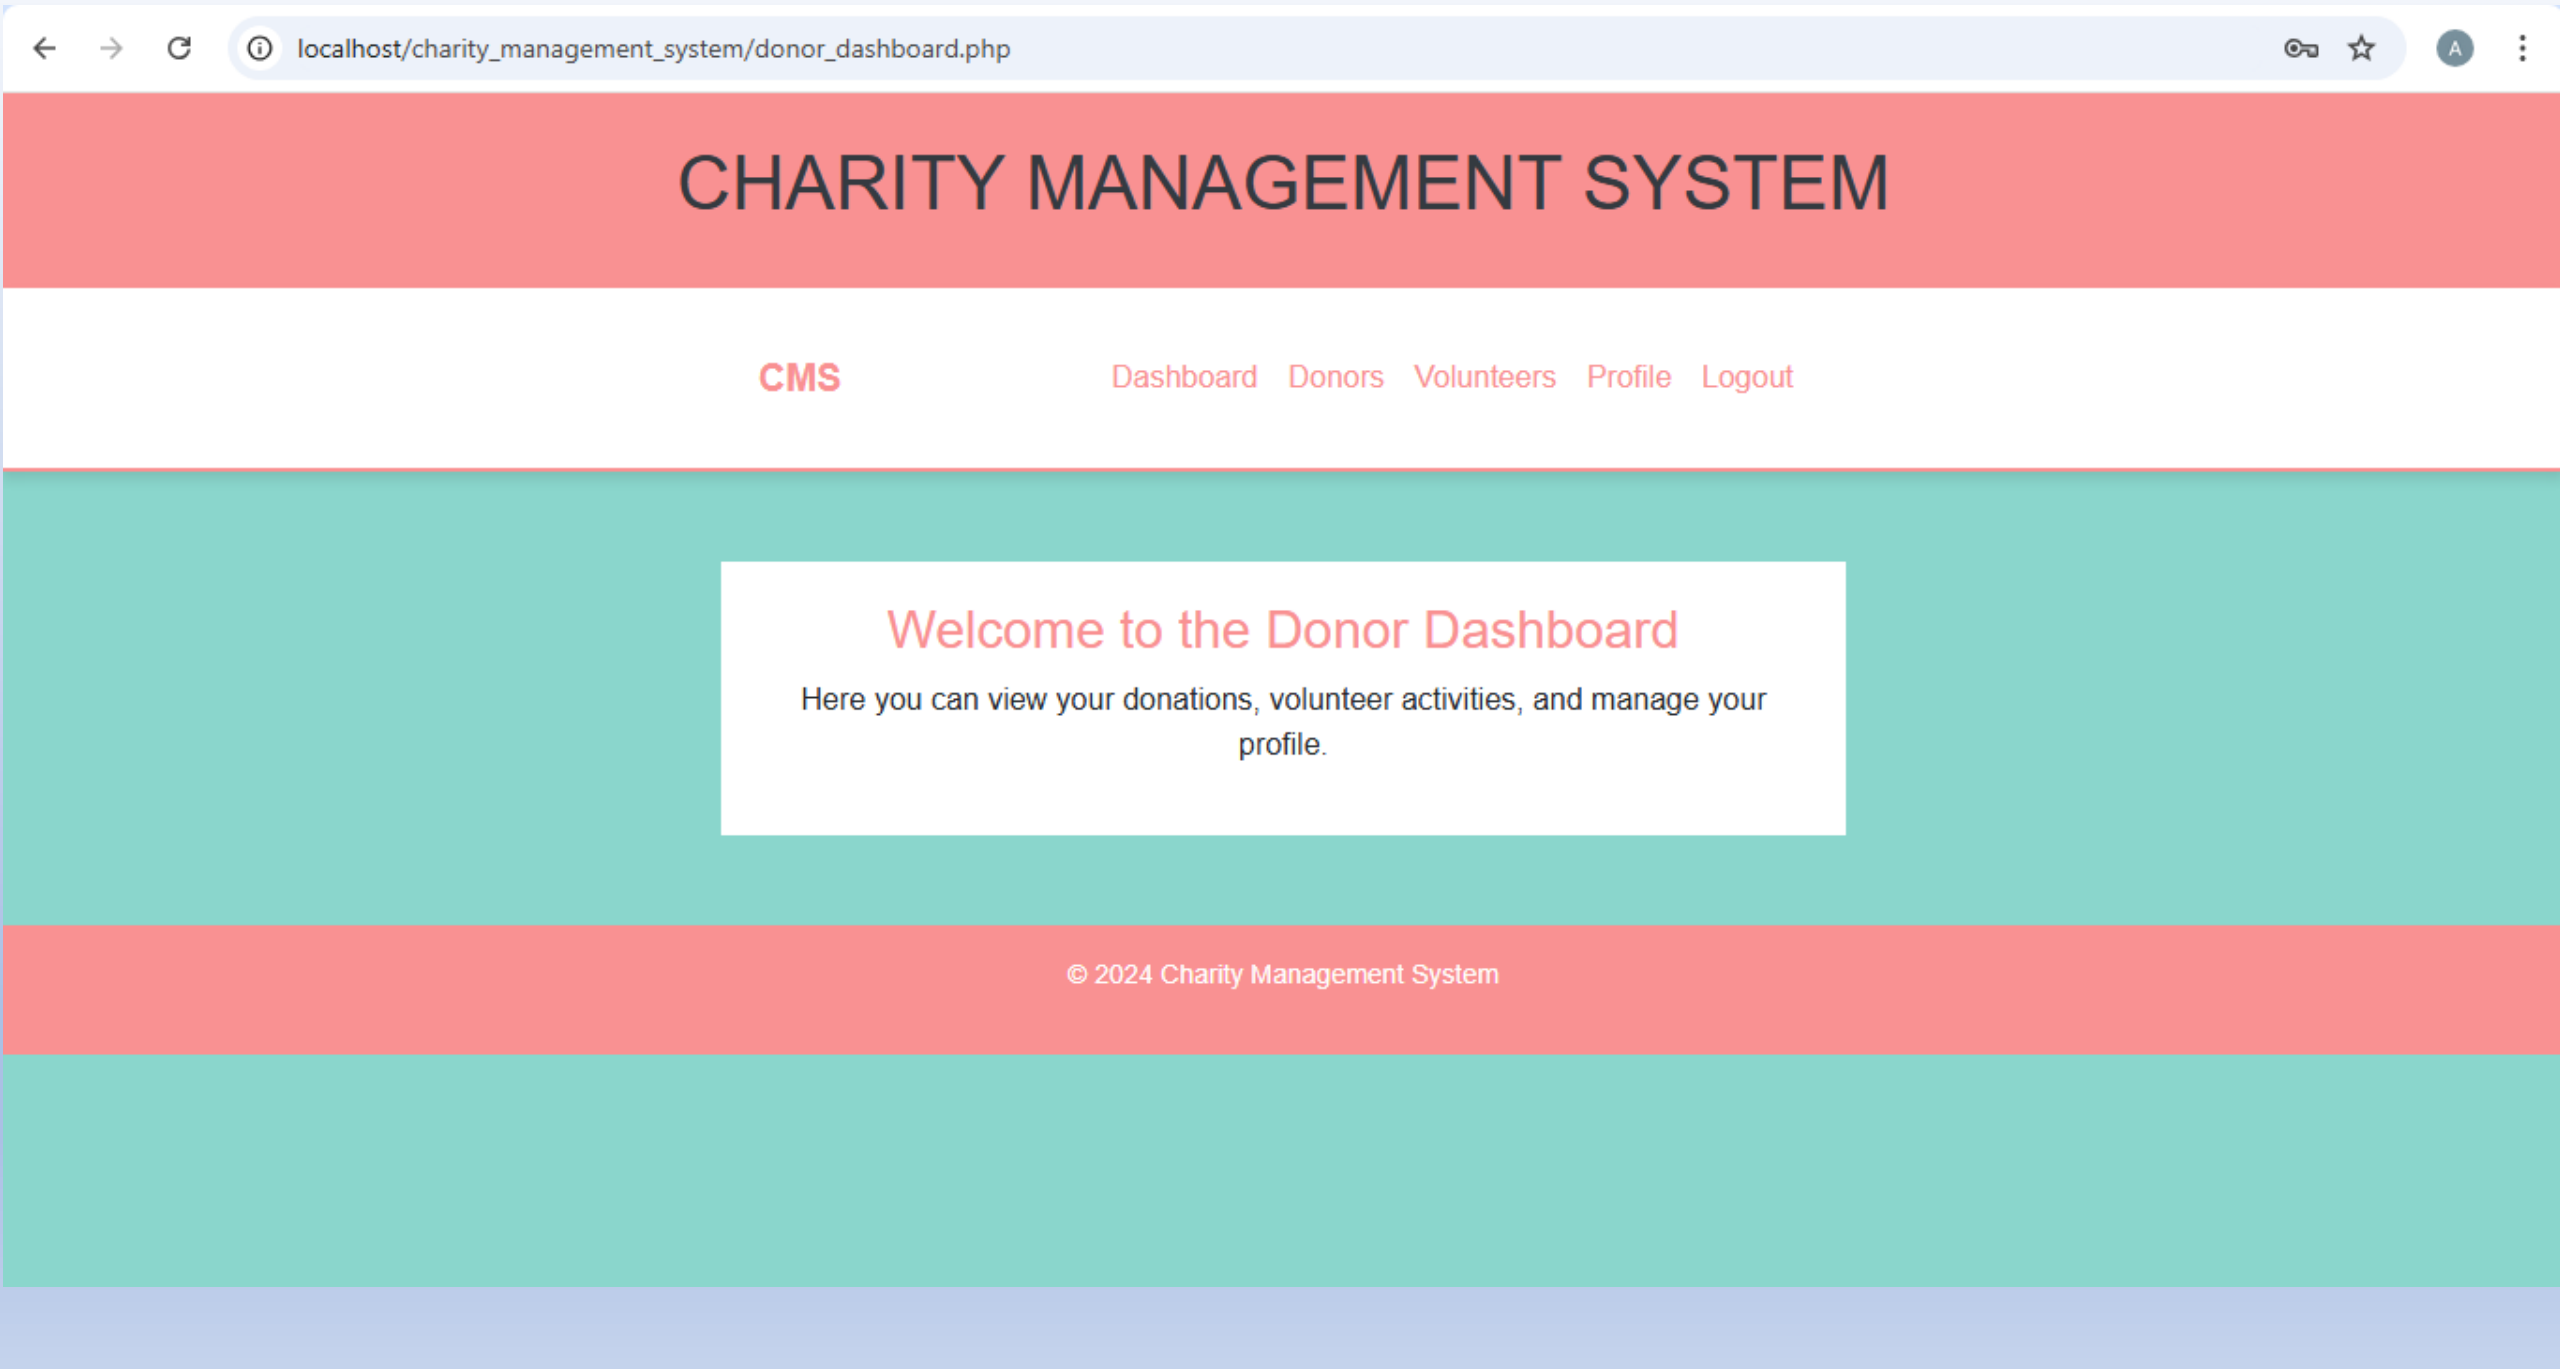 localhost/charity_management_system/donor_dashboard.php
A
CHARITY MANAGEMENT SYSTEM
CMS Dashboard Donors Volunteers Profile Logout
Welcome to the Donor Dashboard
Here you can view your donations, volunteer activities, and manage your
profile.
© 2024 Charity Management System